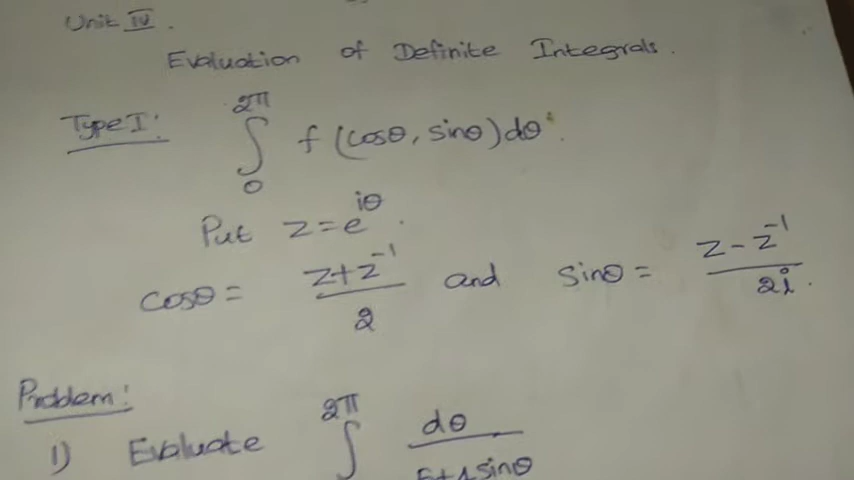 Unit IV.
Evaluation of Definite Integrals.
Type I: ∫₀^2π f (cosθ, sinθ) dθ.
Put z = e^iθ.
cosθ = (z + z^-1)/2 and sinθ = (z - z^-1)/2i.
Problem:
1) Evaluate ∫^2π dθ / sinθ